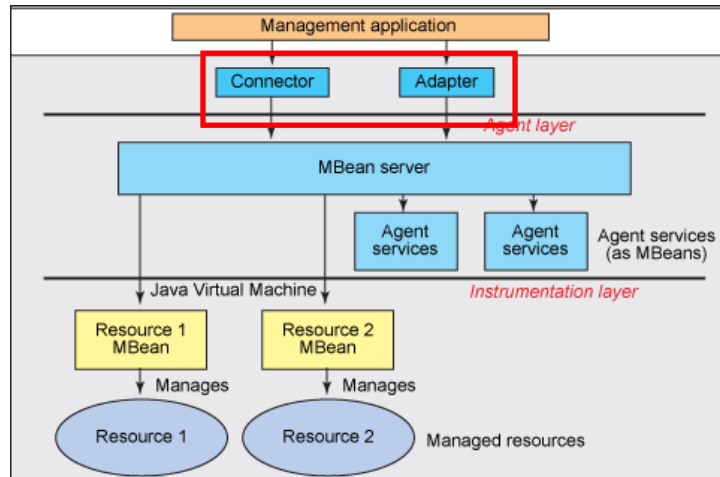 Management application
Connector
Adapter
Agent layer
MBean server
Agent
services
Agent
services
Agent services
(as MBeans)
Java Virtual Machine
Instrumentation layer
Resource 1
MBean
Resource 2
MBean
Manages
Manages
Resource 1
Resource 2
Managed resources